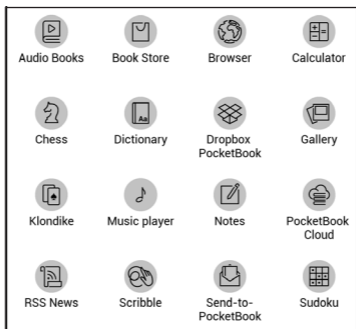 Audio Books
Book Store
Browser
Calculator
Aa
Chess
Dictionary
Dropbox
PocketBook
Gallery
Klondike
Music player
Notes
PocketBook
Cloud
RSS News
Scribble
Send-to-
PocketBook
Sudoku